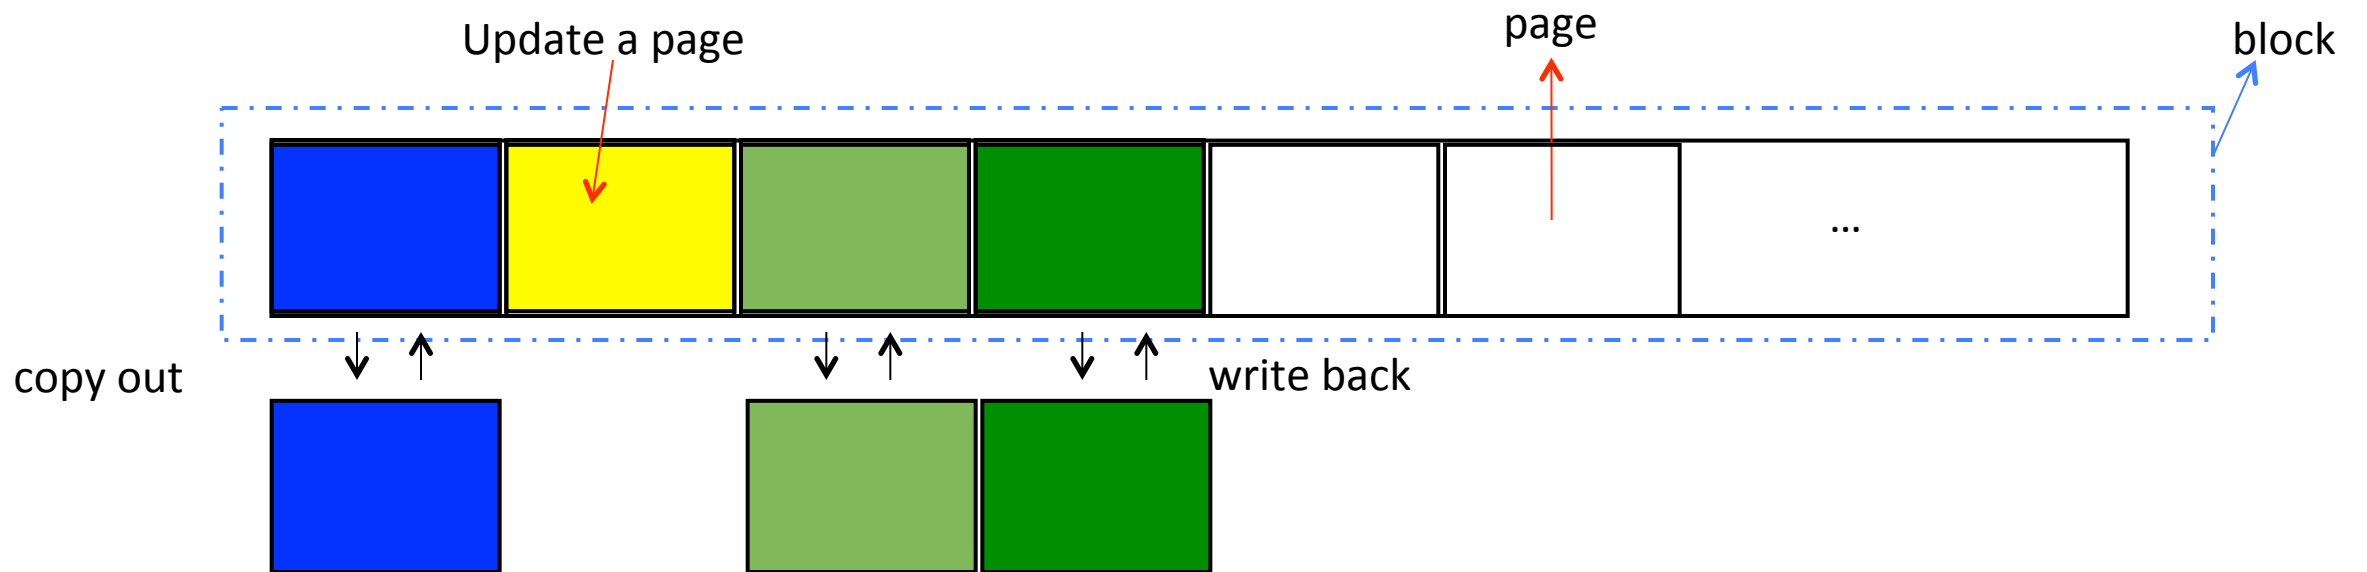 Update a page
page
block
...
copy out
write back